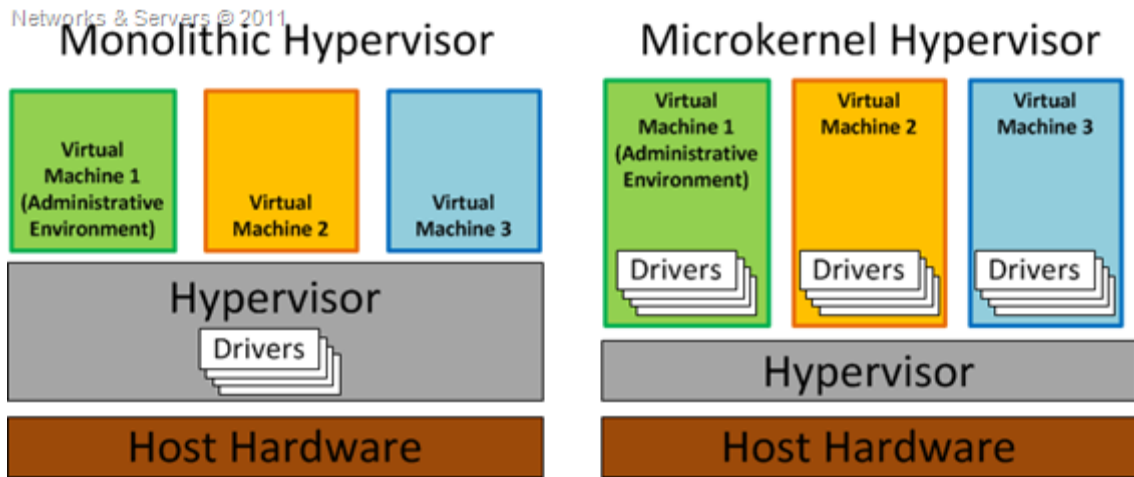 Networks & Servers © 2011
Monolithic Hypervisor
Virtual
Machine 1
(Administrative
Environment)
Virtual
Machine 2
Virtual
Machine 3
Hypervisor
Drivers
Host Hardware
Microkernel Hypervisor
Virtual
Machine 1
(Administrative
Environment)
Drivers
Virtual
Machine 2
Drivers
Virtual
Machine 3
Drivers
Hypervisor
Host Hardware